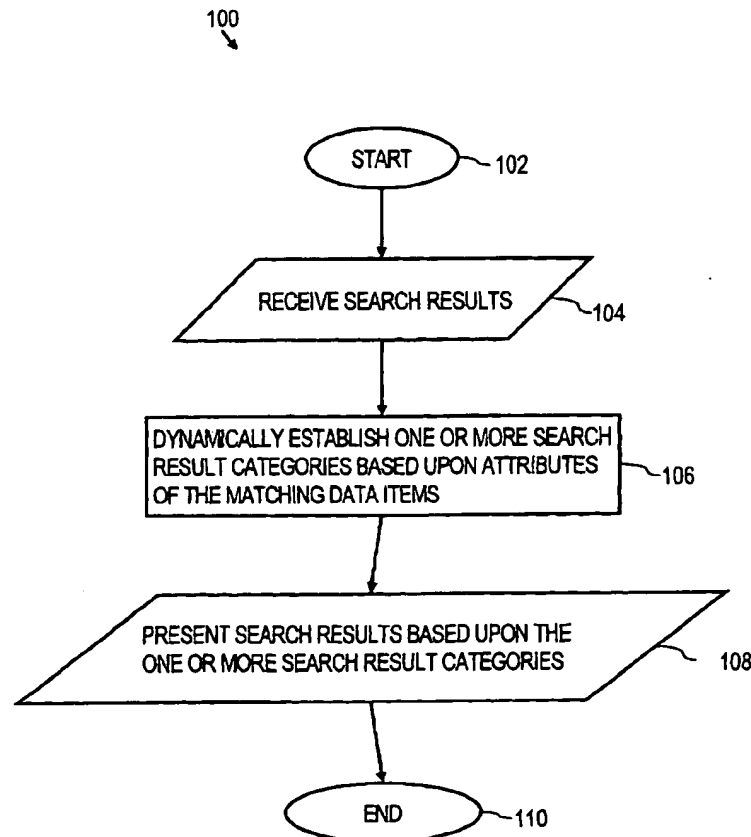 100
START
102
RECEIVE SEARCH RESULTS
104
DYNAMICALLY ESTABLISH ONE OR MORE SEARCH
RESULT CATEGORIES BASED UPON ATTRIBUTES
OF THE MATCHING DATA ITEMS
106
PRESENT SEARCH RESULTS BASED UPON THE
ONE OR MORE SEARCH RESULT CATEGORIES
108
END
110